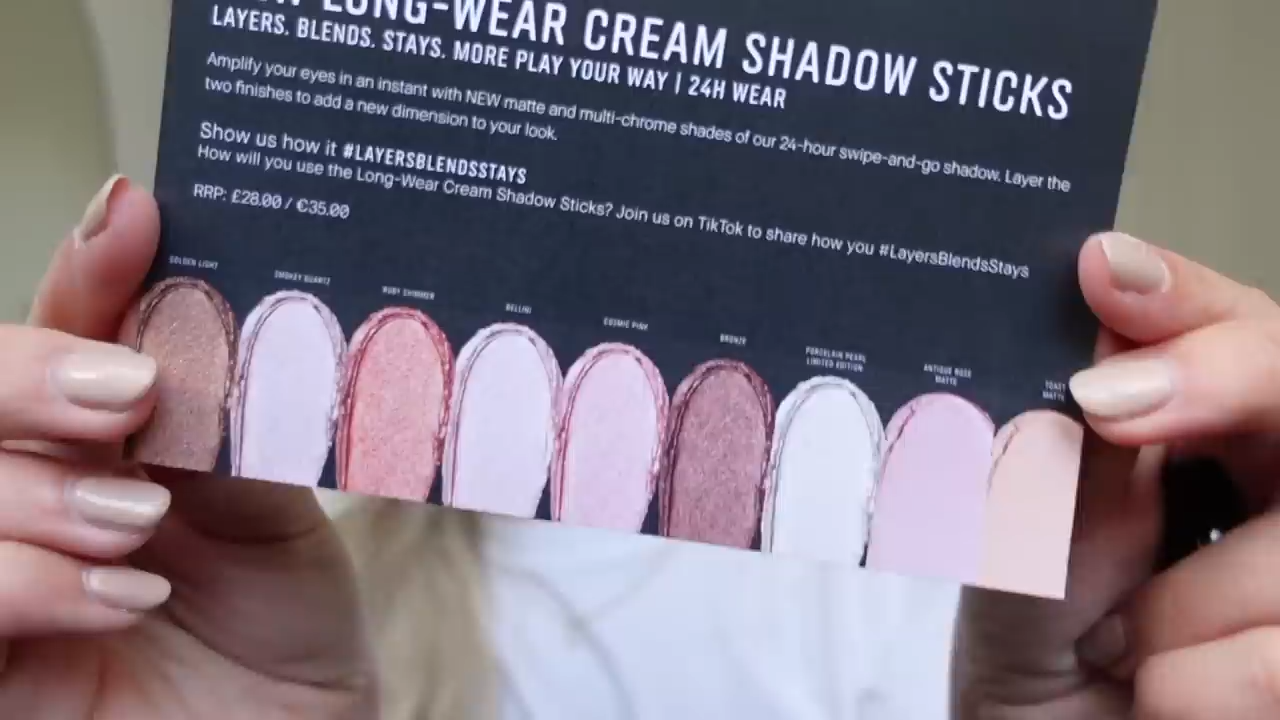 LONG-WEAR CREAM SHADOW STICKS
LAYERS. BLENDS. STAYS. MORE PLAY YOUR WAY | 24H WEAR
Amplify your eyes in an instant with NEW matte and multi-chrome shades of our 24-hour swipe-and-go shadow. Layer the
two finishes to add a new dimension to your look.
Show us how it #LAYERSBLENDSSTAYS
How will you use the Long-Wear Cream Shadow Sticks? Join us on TikTok to share how you #LayersBlendsStays
RRP: £28.00 / €35.00
GOLDEN LIGHT
SMOKEY QUARTZ
RUBY SHIMMER
BELLINI
COSMIC PINK
BRONZE
PORCELAIN PEARL
LIMITED EDITION
ANTIQUE ROSE
MATTE
TOAST
MATTE